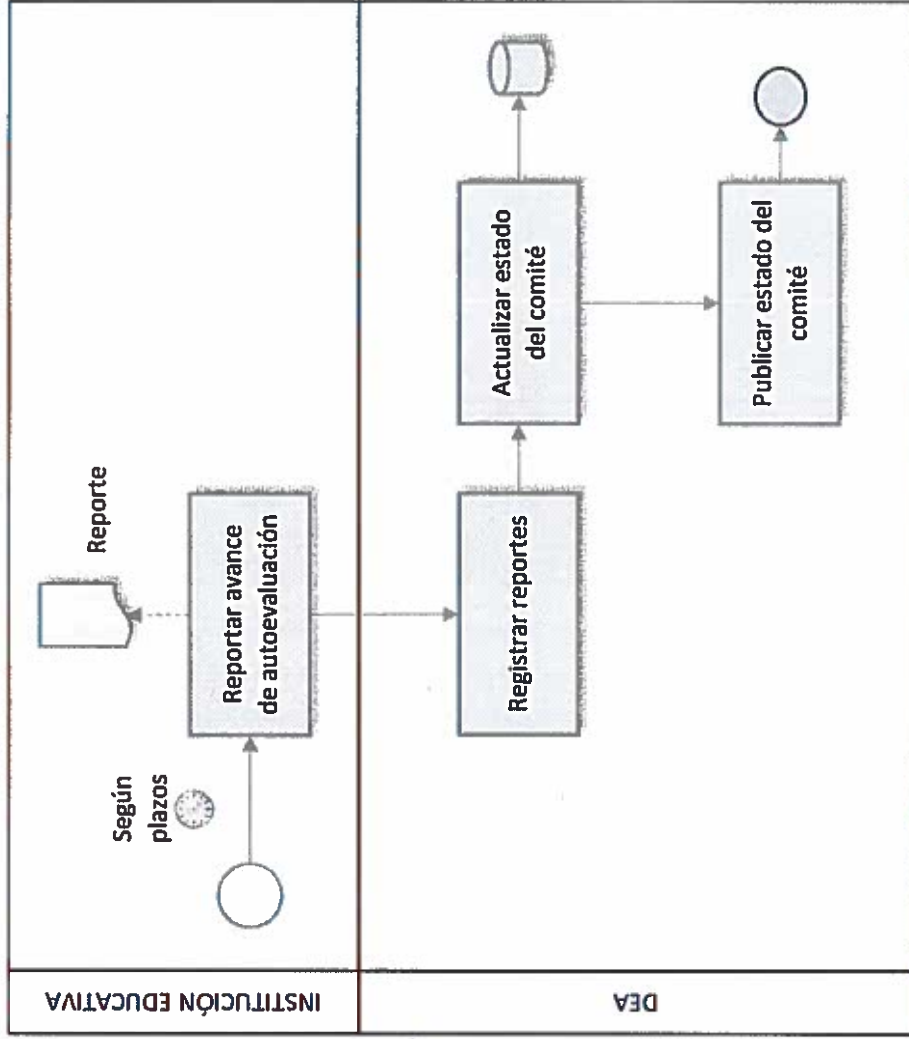 INSTITUCIÓN EDUCATIVA
Según
plazos
Reporte
Reportar avance
de autoevaluación
DEA
Registrar reportes
Actualizar estado
del comité
Publicar estado del
comité